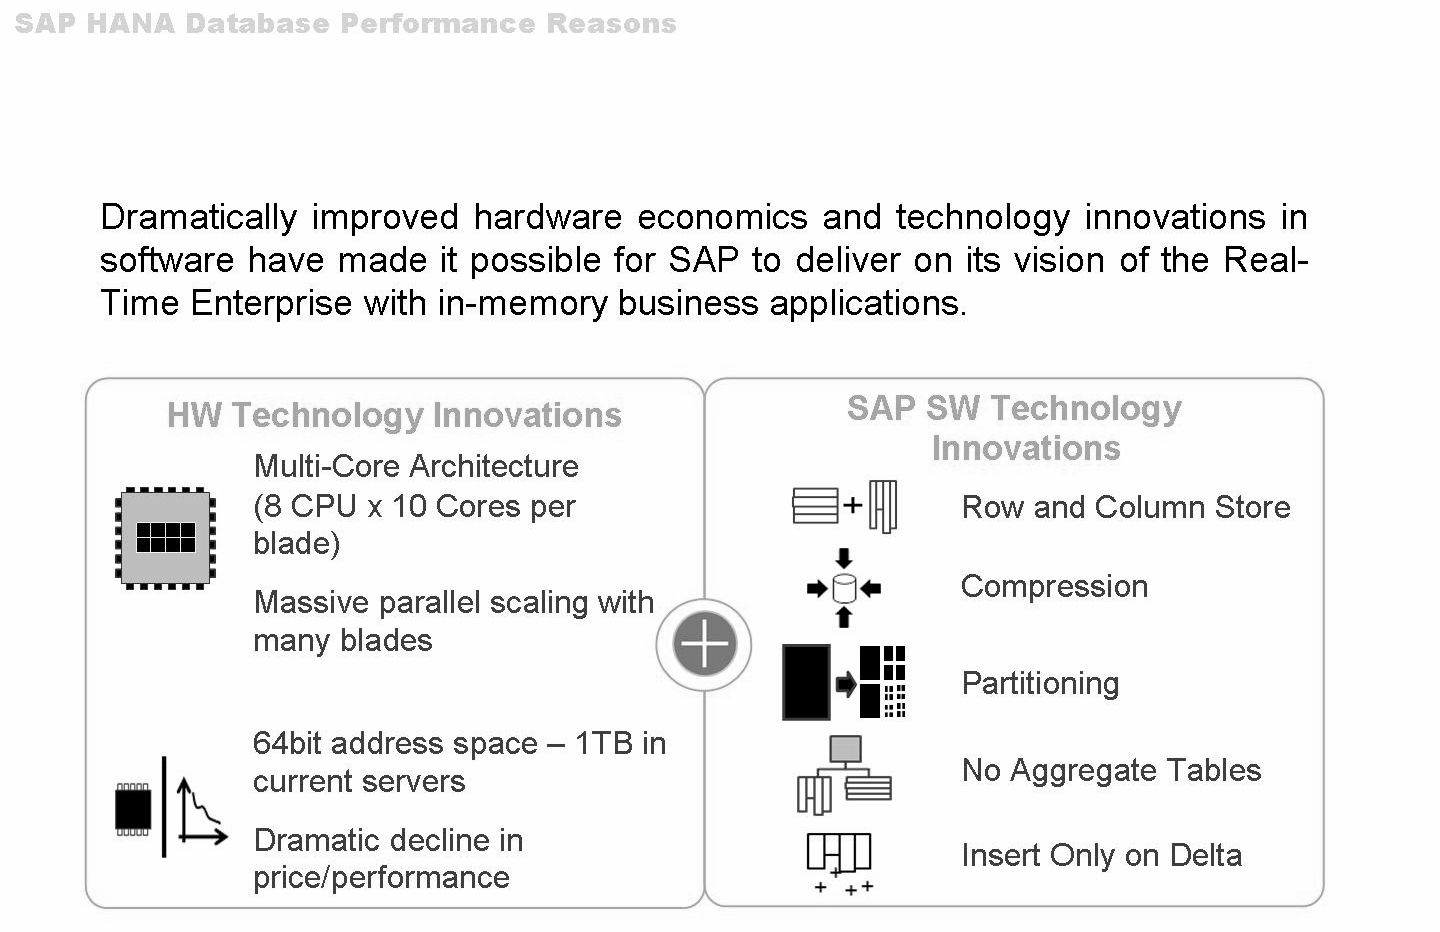 SAP HANA Database Performance Reasons
Dramatically improved hardware economics and technology innovations in
software have made it possible for SAP to deliver on its vision of the Real-
Time Enterprise with in-memory business applications.
HW Technology Innovations
Multi-Core Architecture
(8 CPU x 10 Cores per
blade)
Massive parallel scaling with
many blades
64bit address space – 1TB in
current servers
Dramatic decline in
price/performance
SAP SW Technology
Innovations
Row and Column Store
Compression
Partitioning
No Aggregate Tables
Insert Only on Delta